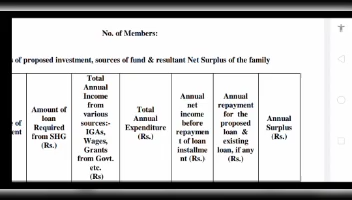 No. of Members:
of proposed investment, sources of fund & resultant Net Surplus of the family
of
Amount of
loan
Required
from SHG
(Rs.)
Total
Annual
Income
from
various
sources:-
IGAs,
Wages,
Grants
from Govt.
etc.
(Rs)
Total
Annual
Expenditure
(Rs.)
Annual
net
income
before
repaymen
t of loan
installme
nt (Rs.)
Annual
repayment
for the
proposed
loan &
existing
loan, if any
(Rs.)
Annual
Surplus
(Rs.)